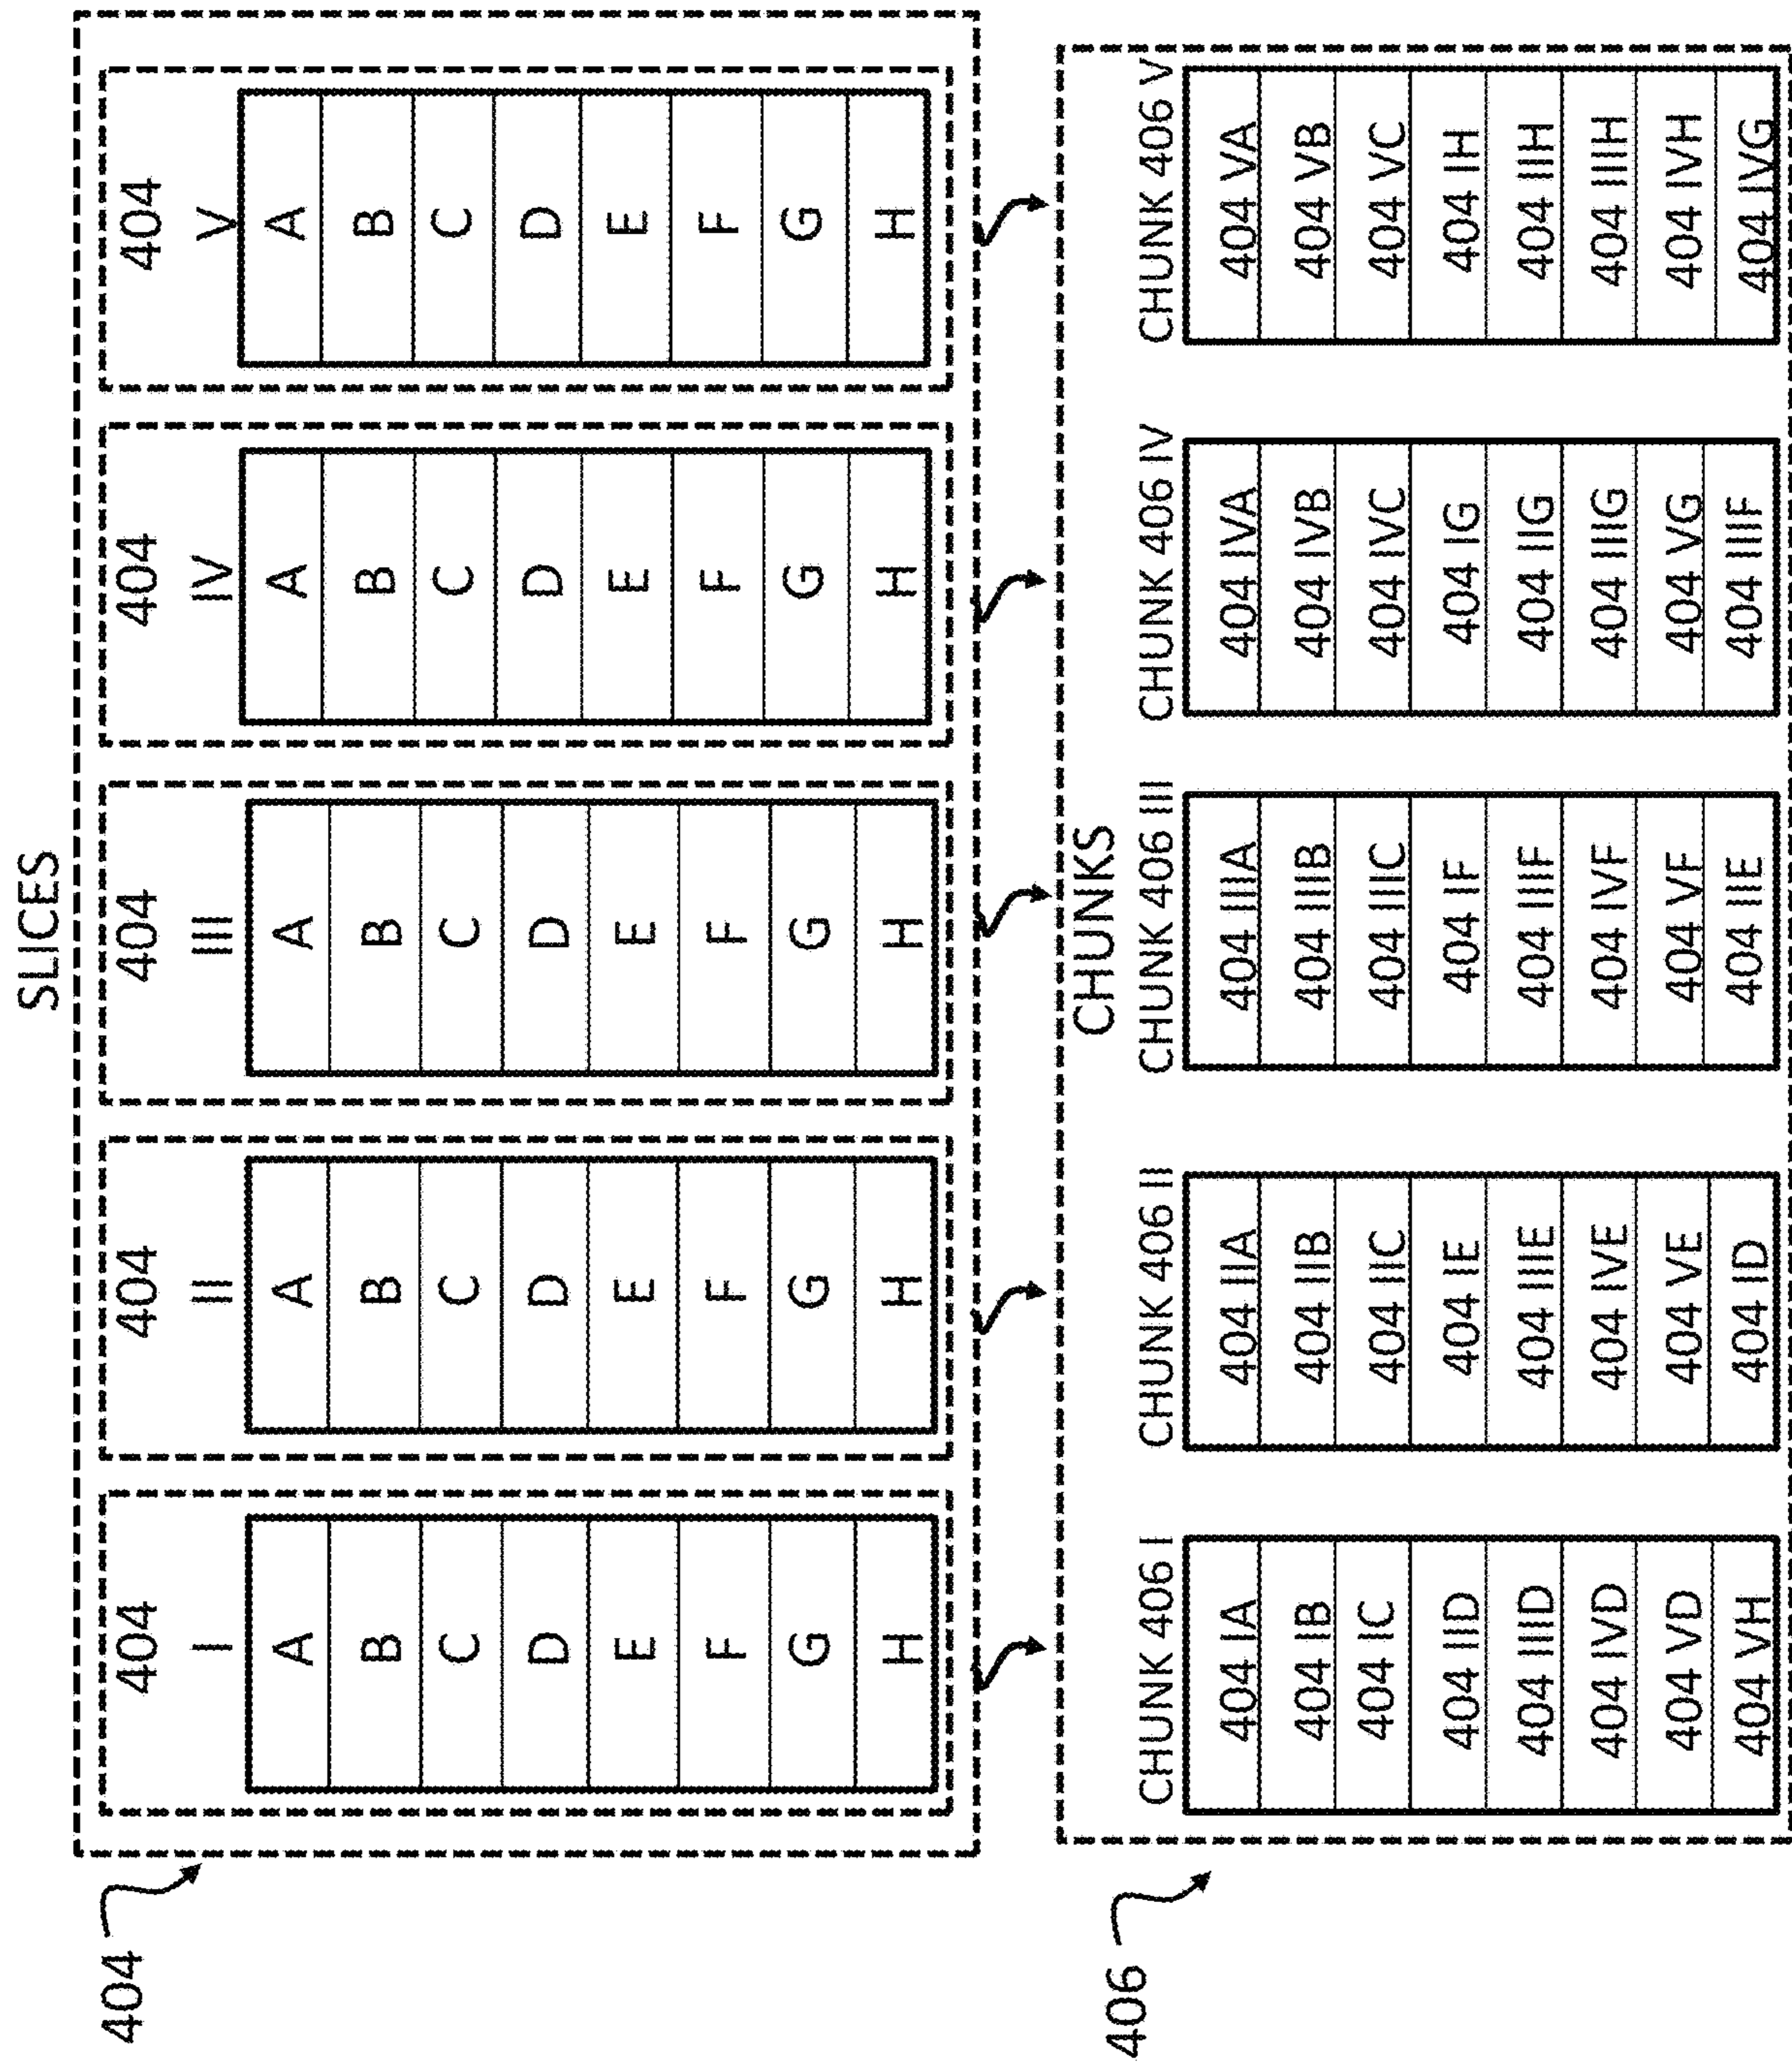 SLICES
404
404
I
A
B
C
D
E
F
G
H
404
II
A
B
C
D
E
F
G
H
404
III
A
B
C
D
E
F
G
H
404
IV
A
B
C
D
E
F
G
H
404
V
A
B
C
D
E
F
G
H
CHUNKS
406
CHUNK 406 I
404 IA
404 IB
404 IC
404 IID
404 IIID
404 IVD
404 VD
404 VH
CHUNK 406 II
404 IIA
404 IIB
404 IIC
404 IE
404 IIIE
404 IVE
404 VE
404 ID
CHUNK 406 III
404 IIIA
404 IIIB
404 IIIC
404 IF
404 IIIF
404 IVF
404 VF
404 IIE
CHUNK 406 IV
404 IVA
404 IVB
404 IVC
404 IG
404 IIG
404 IIIG
404 VG
404 IIIF
CHUNK 406 V
404 VA
404 VB
404 VC
404 IH
404 IIH
404 IIIH
404 IVH
404 IVG